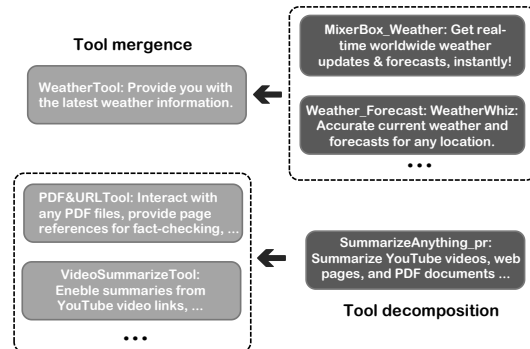 Tool mergence
WeatherTool: Provide you with
the latest weather information.
MixerBox_Weather: Get real-
time worldwide weather
updates & forecasts, instantly!
Weather_Forecast: WeatherWhiz:
Accurate current weather and
forecasts for any location.
...
PDF&URLTool: Interact with
any PDF files, provide page
references for fact-checking, ...
VideoSummarizeTool:
Eneble summaries from
YouTube video links, ...
...
SummarizeAnything_pr:
Summarize YouTube videos, web
pages, and PDF documents ...
Tool decomposition